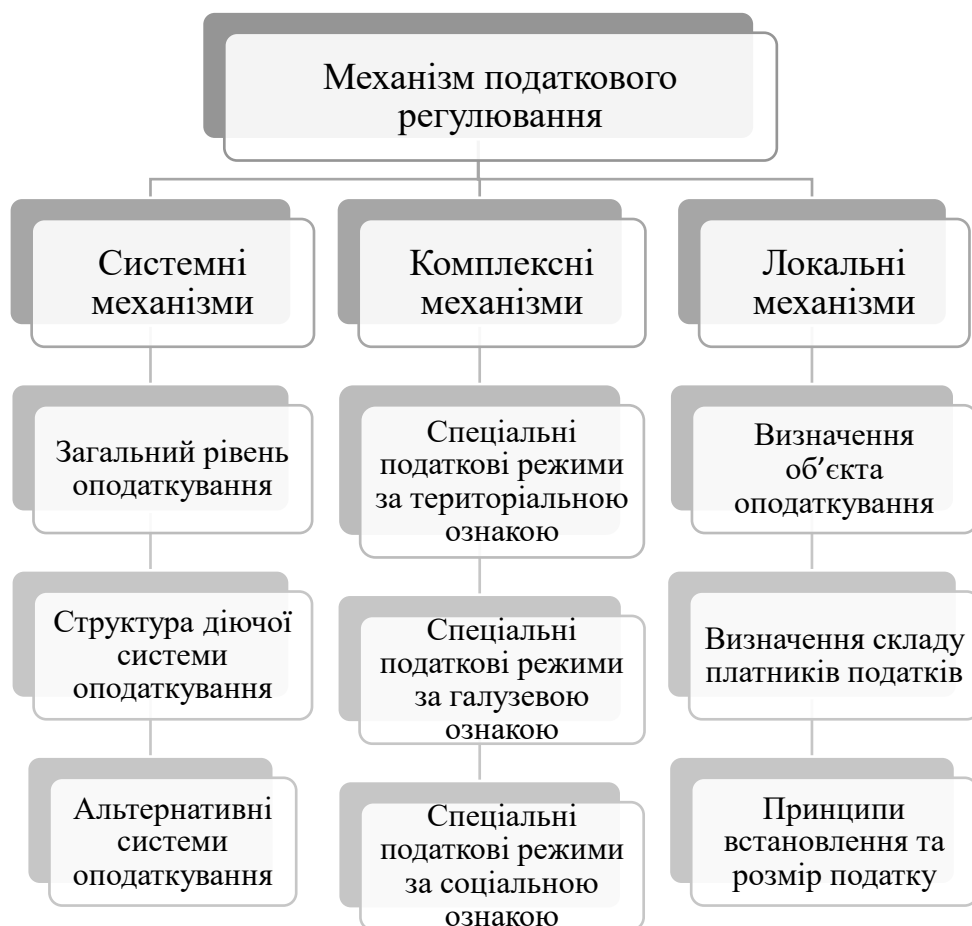 Механізм податкового
регулювання
Системні
механізми
Комплексні
механізми
Локальні
механізми
Загальний рівень
оподаткування
Спеціальні
податкові режими
за територіальною
ознакою
Визначення
об’єкта
оподаткування
Структура діючої
системи
оподаткування
Спеціальні
податкові режими
за галузевою
ознакою
Визначення складу
платників податків
Альтернативні
системи
оподаткування
Спеціальні
податкові режими
за соціальною
ознакою
Принципи
встановлення та
розмір податку